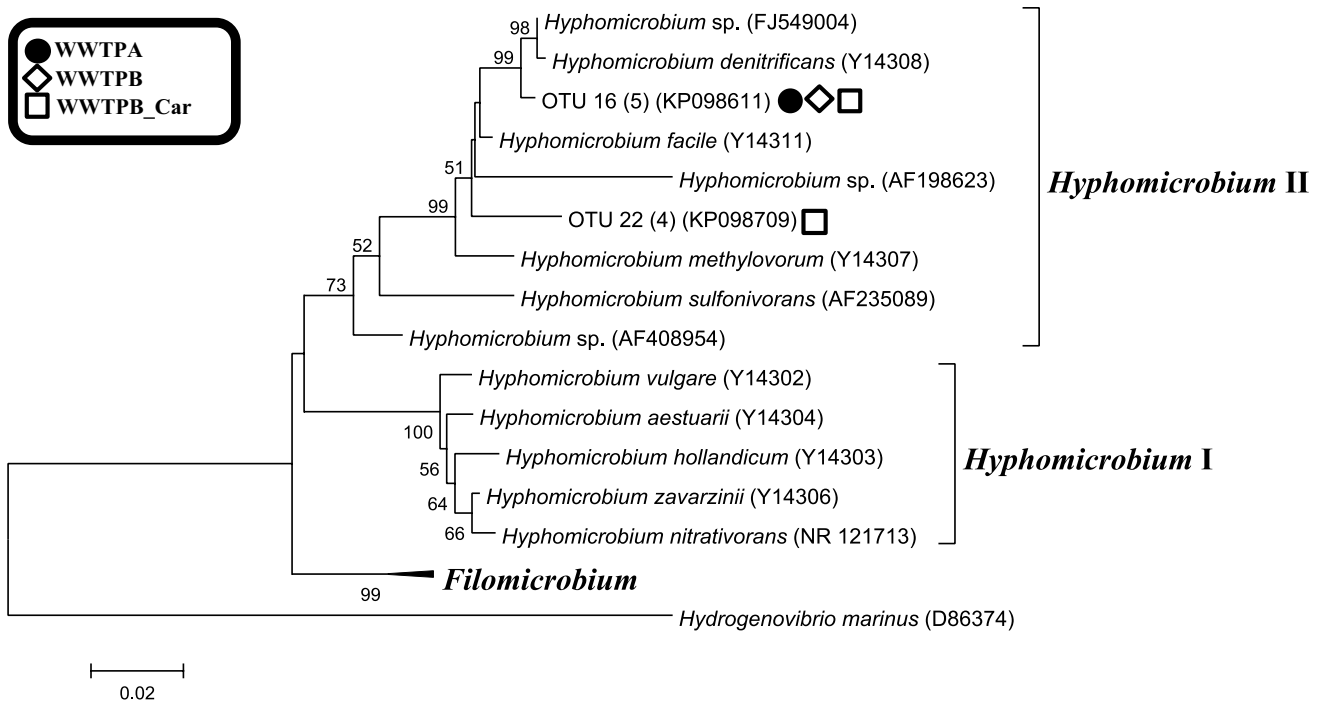 WWTPA
WWTPB
WWTPB_Car
98
Hyphomicrobium sp. (FJ549004)
99
Hyphomicrobium denitrificans (Y14308)
OTU 16 (5) (KP098611)
Hyphomicrobium facile (Y14311)
51
Hyphomicrobium sp. (AF198623)
Hyphomicrobium II
99
OTU 22 (4) (KP098709)
52
Hyphomicrobium methylovorum (Y14307)
73
Hyphomicrobium sulfonivorans (AF235089)
Hyphomicrobium sp. (AF408954)
Hyphomicrobium vulgare (Y14302)
Hyphomicrobium aestuarii (Y14304)
100
Hyphomicrobium hollandicum (Y14303)
Hyphomicrobium I
56
Hyphomicrobium zavarzinii (Y14306)
64
66
Hyphomicrobium nitrativorans (NR 121713)
Filomicrobium
99
Hydrogenovibrio marinus (D86374)
0.02